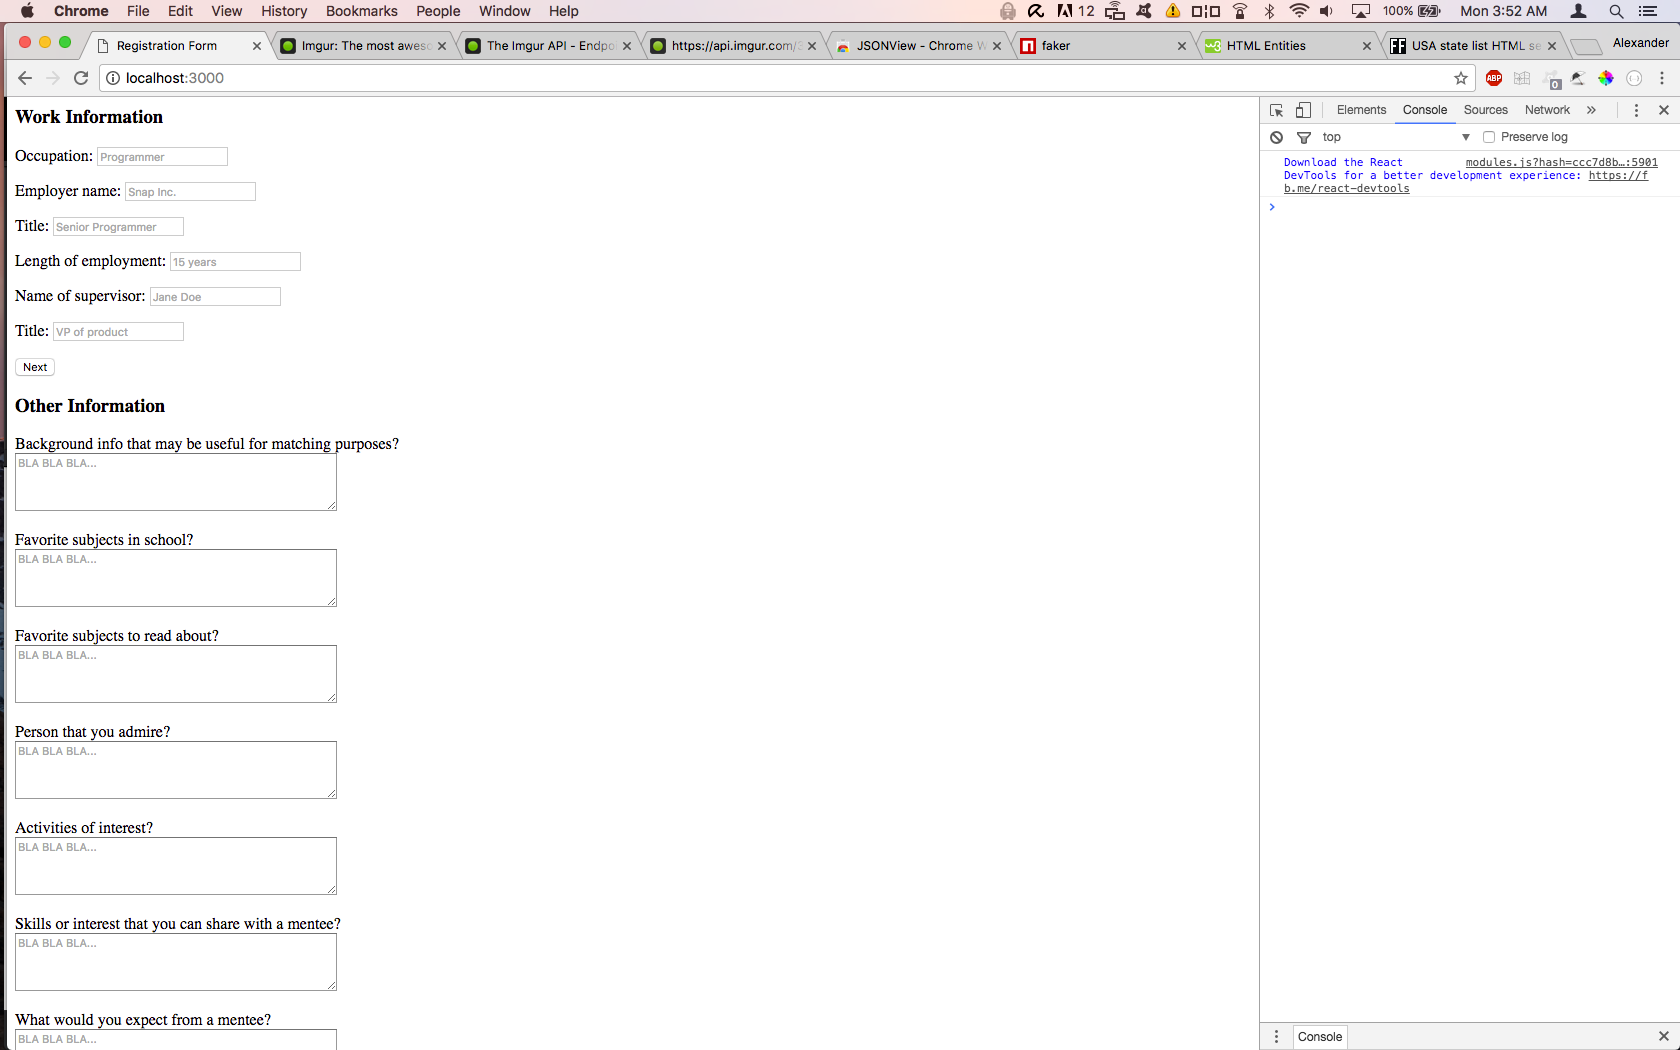 Chrome File Edit View History Bookmarks People Window Help 12 100% Mon 3:52 AM
Registration Form Imgur: The most aweso The Imgur API - Endpo https://api.imgur.com/3 JSONView - Chrome W faker HTML Entities USA state list HTML se Alexander
localhost:3000 ABP 0
Work Information
Occupation: Programmer
Employer name: Snap Inc.
Title: Senior Programmer
Length of employment: 15 years
Name of supervisor: Jane Doe
Title: VP of product
Next
Other Information
Background info that may be useful for matching purposes?
BLA BLA BLA...
Favorite subjects in school?
BLA BLA BLA...
Favorite subjects to read about?
BLA BLA BLA...
Person that you admire?
BLA BLA BLA...
Activities of interest?
BLA BLA BLA...
Skills or interest that you can share with a mentee?
BLA BLA BLA...
What would you expect from a mentee?
BLA BLA BLA...
Elements Console Sources Network »
top Preserve log
Download the React modules.js?hash=ccc7d8b…:5901
DevTools for a better development experience: https://f
b.me/react-devtools
Console